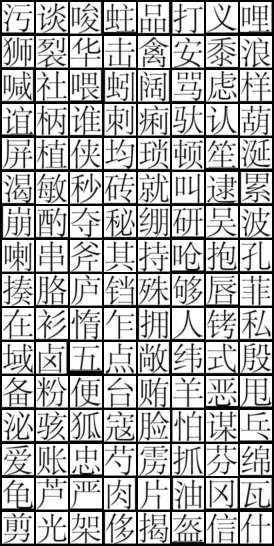 污谈唆蛀品打义哩
狮裂华击禽安黍浪
喊社喂蚓阔骂虑样
谊柄谁刺痢驮认葫
屏植侠均琐顿笙涎
渴敏秒砖就叫逮累
崩酌夺秘绷研吴波
喇串斧其持呛抱孔
揍胳庐铛殊够唇菲
在衫惰乍拥人铐私
域囱五点敞纬式殷
备粉便台贿羊恶甩
泌骇狐寇脸怕谋乓
爱账忠芍雳抓芬绵
龟芦严肉片油冈瓦
剪光架侈揭盔信什